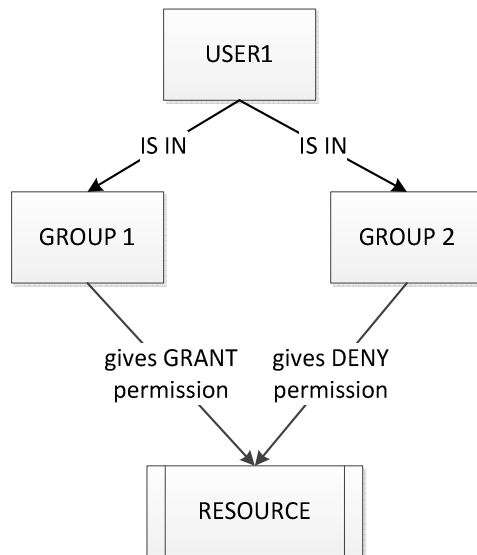 USER1
IS IN
IS IN
GROUP 1
GROUP 2
gives GRANT
permission
gives DENY
permission
RESOURCE